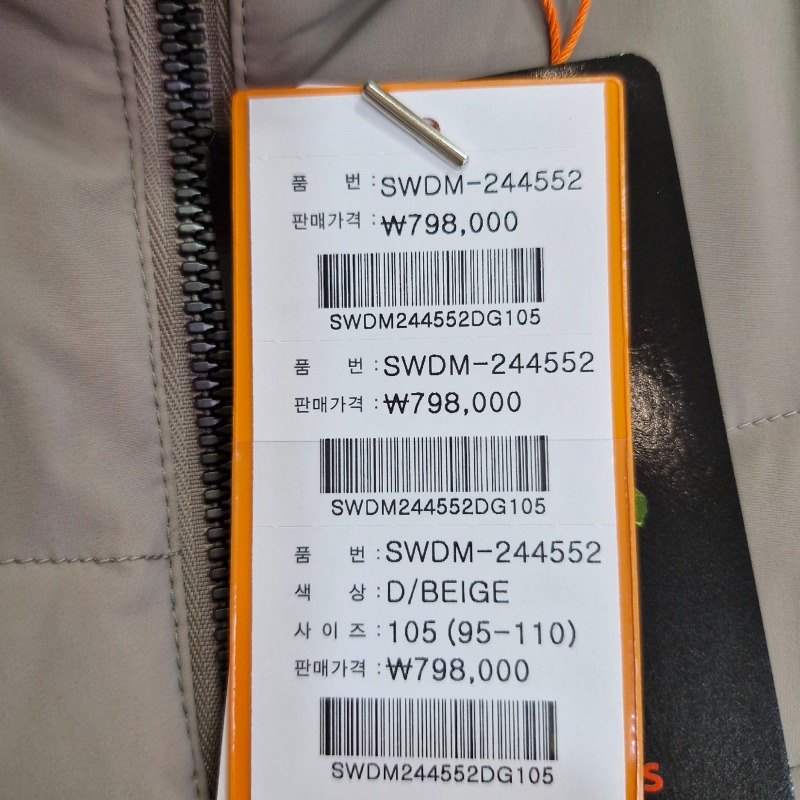 품 번 : SWDM-244552
판매가격 : ₩798,000
SWDM244552DG105
품 번 : SWDM-244552
판매가격 : ₩798,000
SWDM244552DG105
품 번 : SWDM-244552
색 상 : D/BEIGE
사 이 즈 : 105 (95-110)
판매가격 : ₩798,000
SWDM244552DG105
s